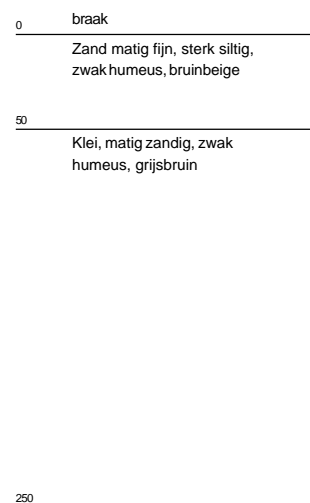 0 braak
Zand matig fijn, sterk siltig,
zwak humeus, bruinbeige
50
Klei, matig zandig, zwak
humeus, grijsbruin
250